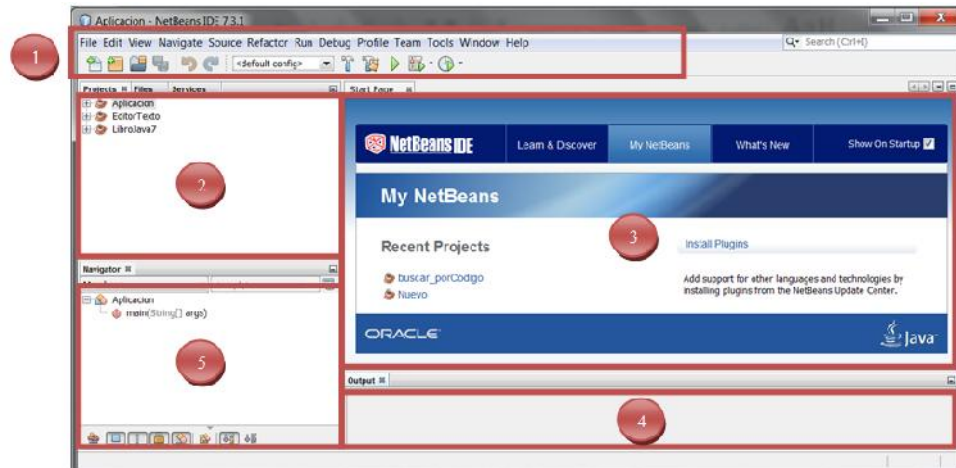 Aplicacion - NetBeans IDE 7.3.1
File Edit View Navigate Source Refactor Run Debug Profile Team Tools Window Help
Search (Ctrl+I)
1
<default config>
Projects Files Services
Start Page
Aplicacion
EditorTexto
LibroJava7
2
NetBeans IDE
Learn & Discover
My NetBeans
What's New
Show On Startup
My NetBeans
3
Recent Projects
Install Plugins
buscar_porCodigo
Nuevo
Add support for other languages and technologies by
installing plugins from the NetBeans Update Center.
ORACLE
Java
Navigator
Aplicacion
main(String[] args)
5
Output
4